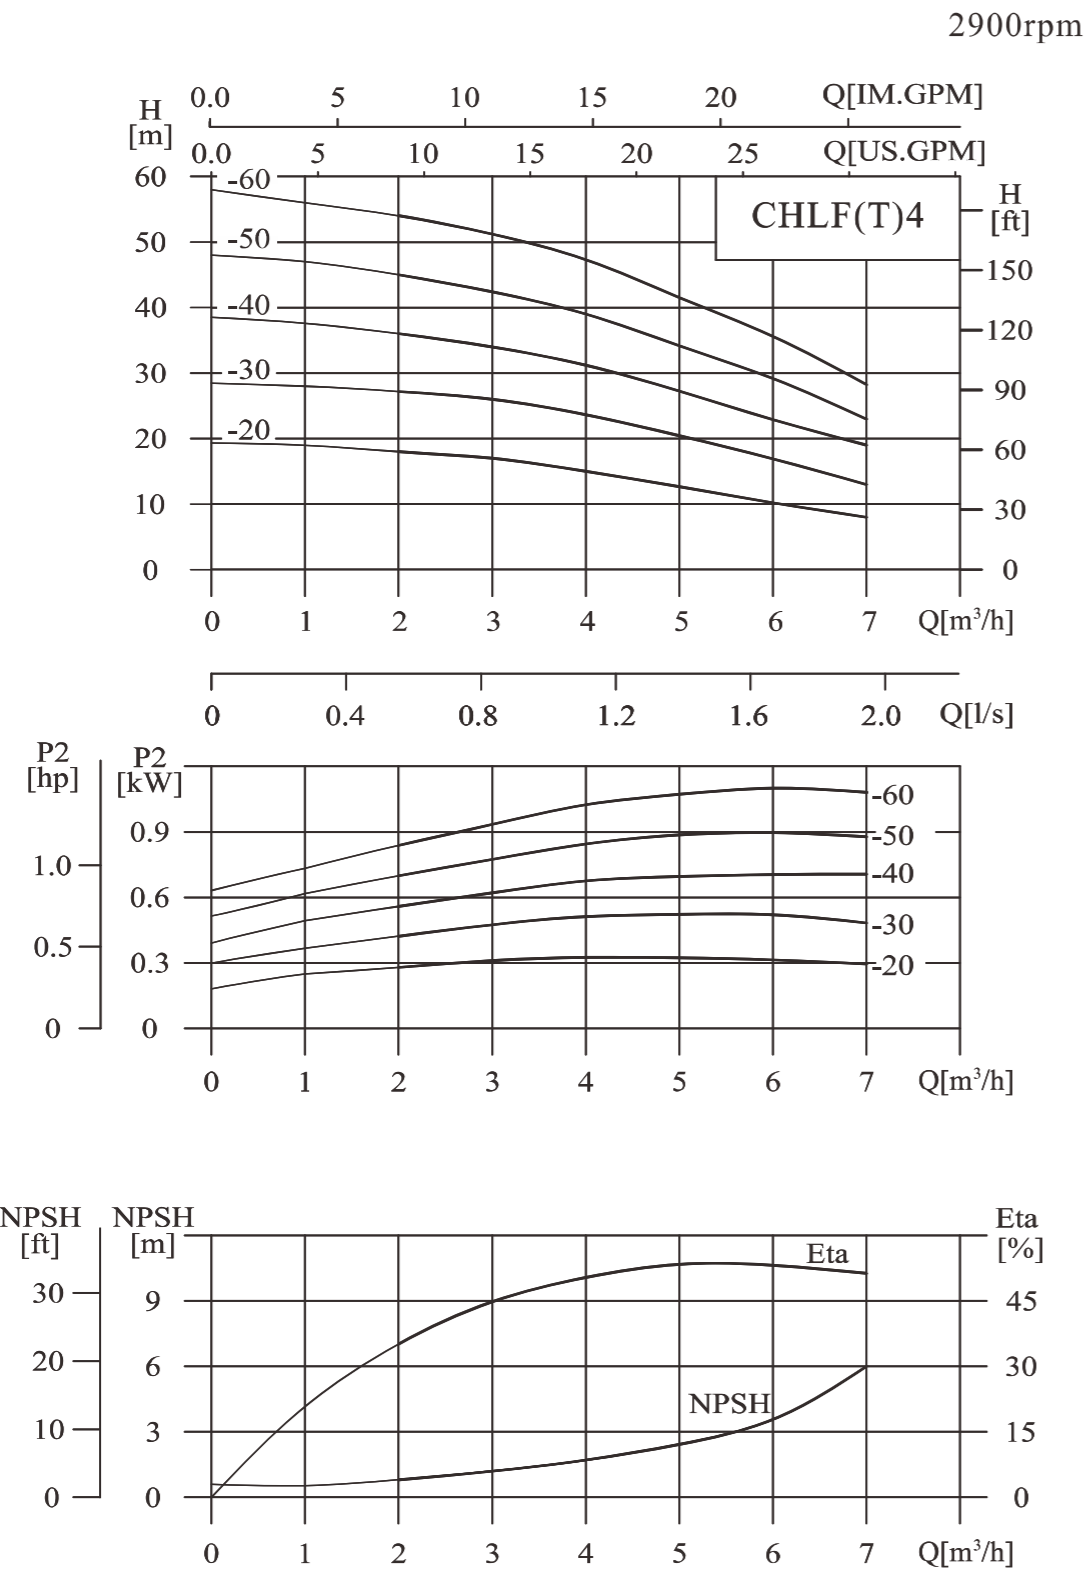 2900rpm
0.0 5 10 15 20 Q[IM.GPM]
H
[m]
0.0 5 10 15 20 25 Q[US.GPM]
60 -60 H
[ft]
CHLF(T)4
50 -50
150
40 -40
120
30 -30
90
20 -20
60
10
30
0 0
0 1 2 3 4 5 6 7 Q[m³/h]
0 0.4 0.8 1.2 1.6 2.0 Q[l/s]
P2 P2
[hp] [kW]
-60
0.9 -50
1.0 -40
0.6
-30
0.5 0.3 -20
0 0
0 1 2 3 4 5 6 7 Q[m³/h]
NPSH NPSH Eta
[ft] [m] Eta [%]
30 9 45
20 6 30
NPSH
10 3 15
0 0 0
0 1 2 3 4 5 6 7 Q[m³/h]